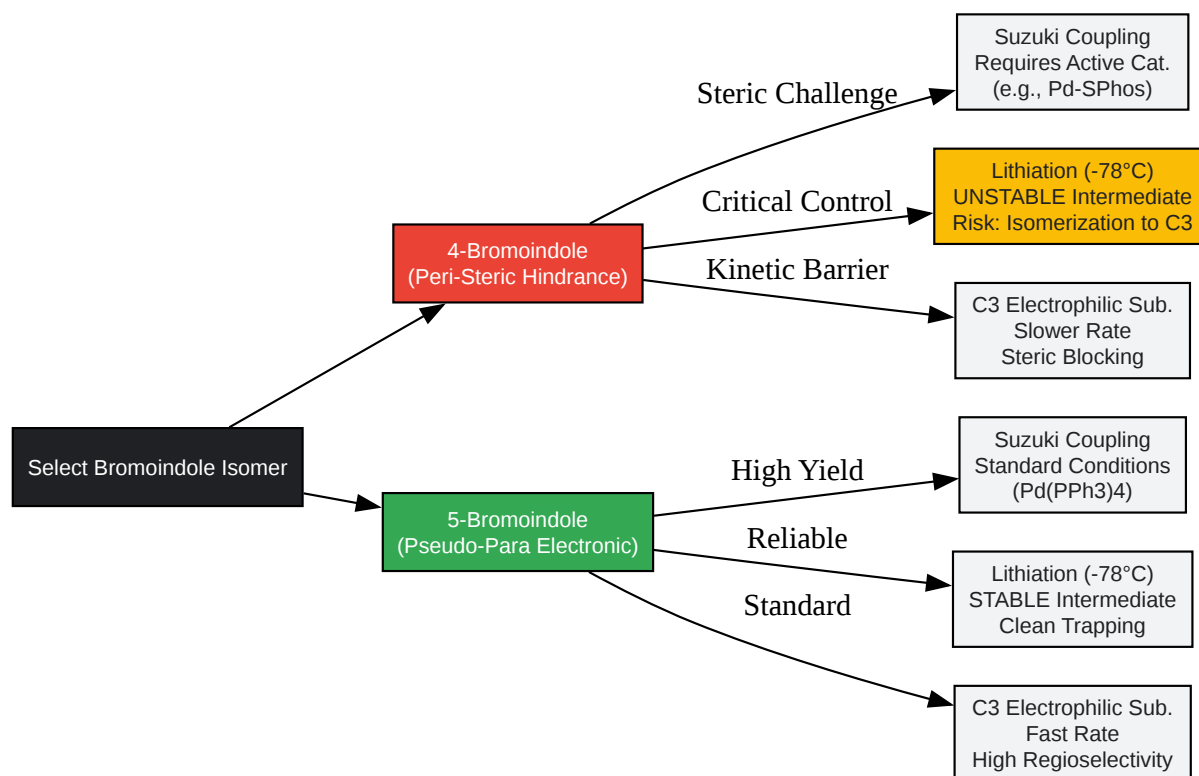 Suzuki Coupling
Requires Active Cat.
(e.g., Pd-SPhos)
Steric Challenge
Lithiation (-78°C)
UNSTABLE Intermediate
Risk: Isomerization to C3
Critical Control
4-Bromoindole
(Peri-Steric Hindrance)
Kinetic Barrier
C3 Electrophilic Sub.
Slower Rate
Steric Blocking
Select Bromoindole Isomer
High Yield
Suzuki Coupling
Standard Conditions
(Pd(PPh3)4)
5-Bromoindole
(Pseudo-Para Electronic)
Reliable
Lithiation (-78°C)
STABLE Intermediate
Clean Trapping
Standard
C3 Electrophilic Sub.
Fast Rate
High Regioselectivity